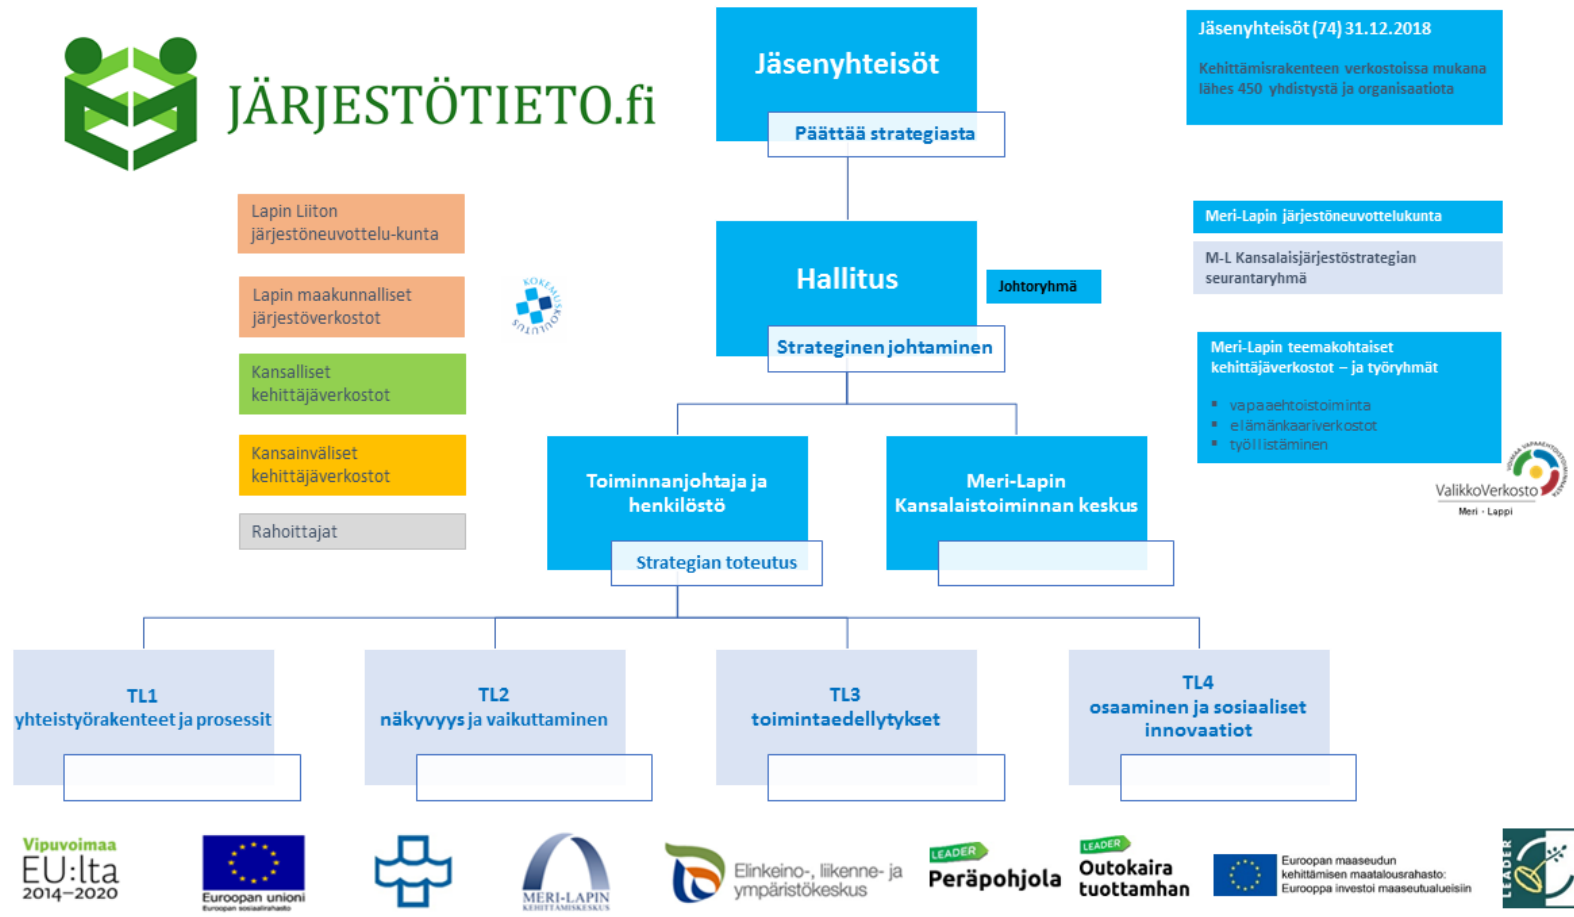 JÄRJESTÖTIETO.fi
Jäsenyhteisöt
Päättää strategiasta
Jäsenyhteisöt (74) 31.12.2018
Kehittämisrakenteen verkostoissa mukana
lähes 450 yhdistystä ja organisaatiota
Lapin Liiton
järjestöneuvottelu-kunta
Lapin maakunnalliset
järjestöverkostot
Kansalliset
kehittäjäverkostot
Kansainväliset
kehittäjäverkostot
Rahoittajat
KOKEMUSKOULUTUS
Hallitus
Strateginen johtaminen
Johtoryhmä
Meri-Lapin järjestöneuvottelukunta
M-L Kansalaisjärjestöstrategian
seurantaryhmä
Meri-Lapin teemakohtaiset
kehittäjäverkostot – ja työryhmät
▪ vapaaehtoistoiminta
▪ elämänkaariverkostot
▪ työllistäminen
VOIMAA VAPAAEHTOISTOIMINNASTA
ValikkoVerkosto
Meri - Lappi
Toiminnanjohtaja ja
henkilöstö
Strategian toteutus
Meri-Lapin
Kansalaistoiminnan keskus
TL1
yhteistyörakenteet ja prosessit
TL2
näkyvyys ja vaikuttaminen
TL3
toimintaedellytykset
TL4
osaaminen ja sosiaaliset
innovaatiot
Vipuvoimaa
EU:lta
2014–2020
Euroopan unioni
Euroopan sosiaalirahasto
MERI-LAPIN
KEHITTÄMISKESKUS
Elinkeino-, liikenne- ja
ympäristökeskus
LEADER
Peräpohjola
LEADER
Outokaira
tuottamhan
Euroopan maaseudun
kehittämisen maatalousrahasto:
Eurooppa investoi maaseutualueisiin
LEADER